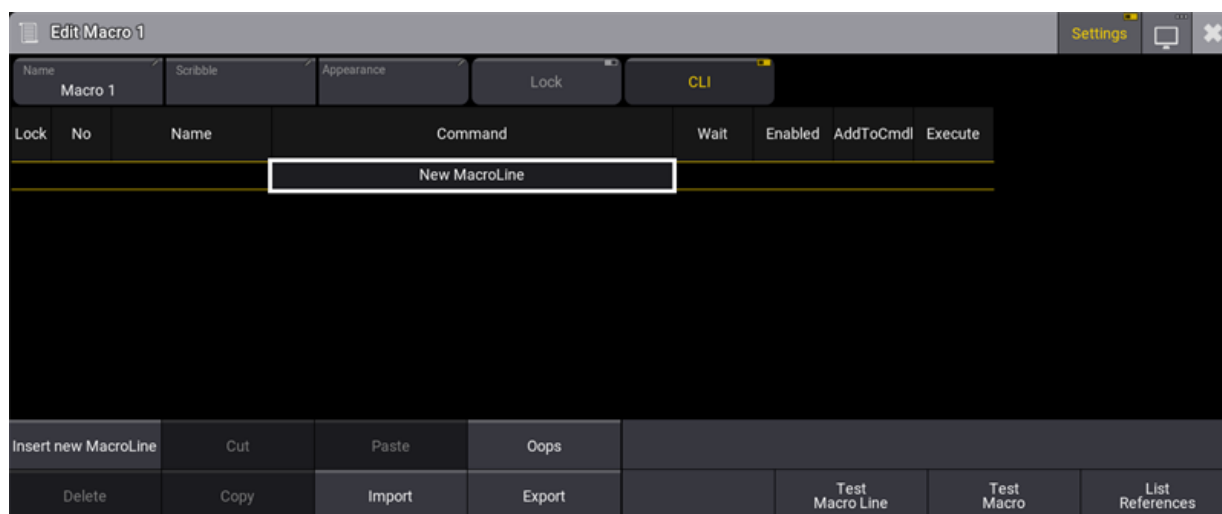 Edit Macro 1
Settings
Name
Macro 1
Scribble
Appearance
Lock
CLI
Lock No Name Command Wait Enabled AddToCmdl Execute
New MacroLine
Insert new MacroLine Cut Paste Oops
Delete Copy Import Export
Test
Macro Line
Test
Macro
List
References